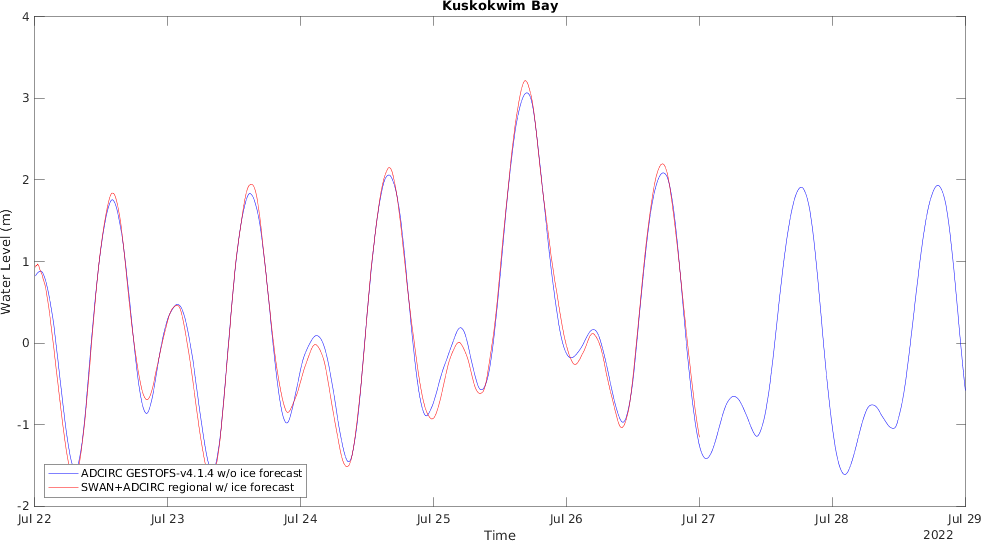 Kuskokwim Bay
4
3
2
1
0
-1
-2
Water Level (m)
ADCIRC GESTOFS-v4.1.4 w/o ice forecast
SWAN+ADCIRC regional w/ ice forecast
Jul 22 Jul 23 Jul 24 Jul 25 Jul 26 Jul 27 Jul 28 Jul 29
Time
2022